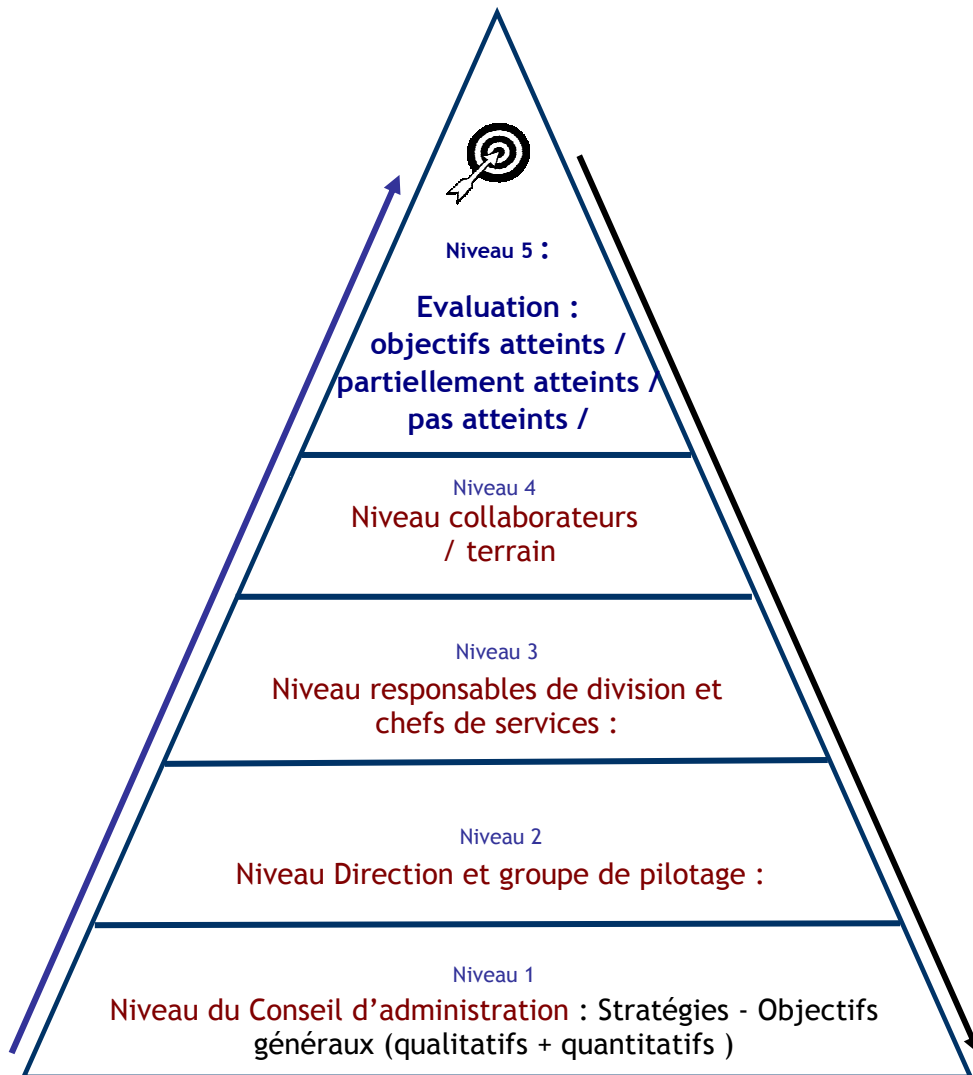 Niveau 5 :
Evaluation :
objectifs atteints /
partiellement atteints /
pas atteints /
Niveau 4
Niveau collaborateurs
/ terrain
Niveau 3
Niveau responsables de division et
chefs de services :
Niveau 2
Niveau Direction et groupe de pilotage :
Niveau 1
Niveau du Conseil d’administration : Stratégies - Objectifs
généraux (qualitatifs + quantitatifs )